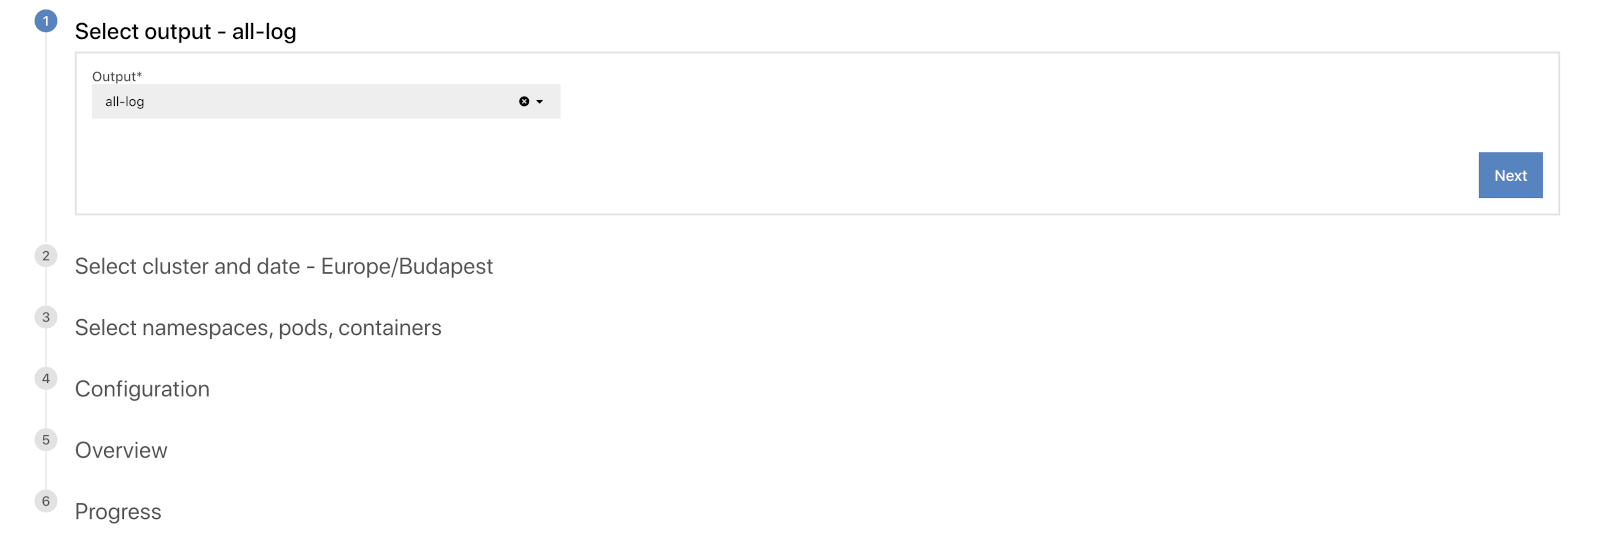 1
Select output - all-log
Output*
all-log
Next
2
Select cluster and date - Europe/Budapest
3
Select namespaces, pods, containers
4
Configuration
5
Overview
6
Progress